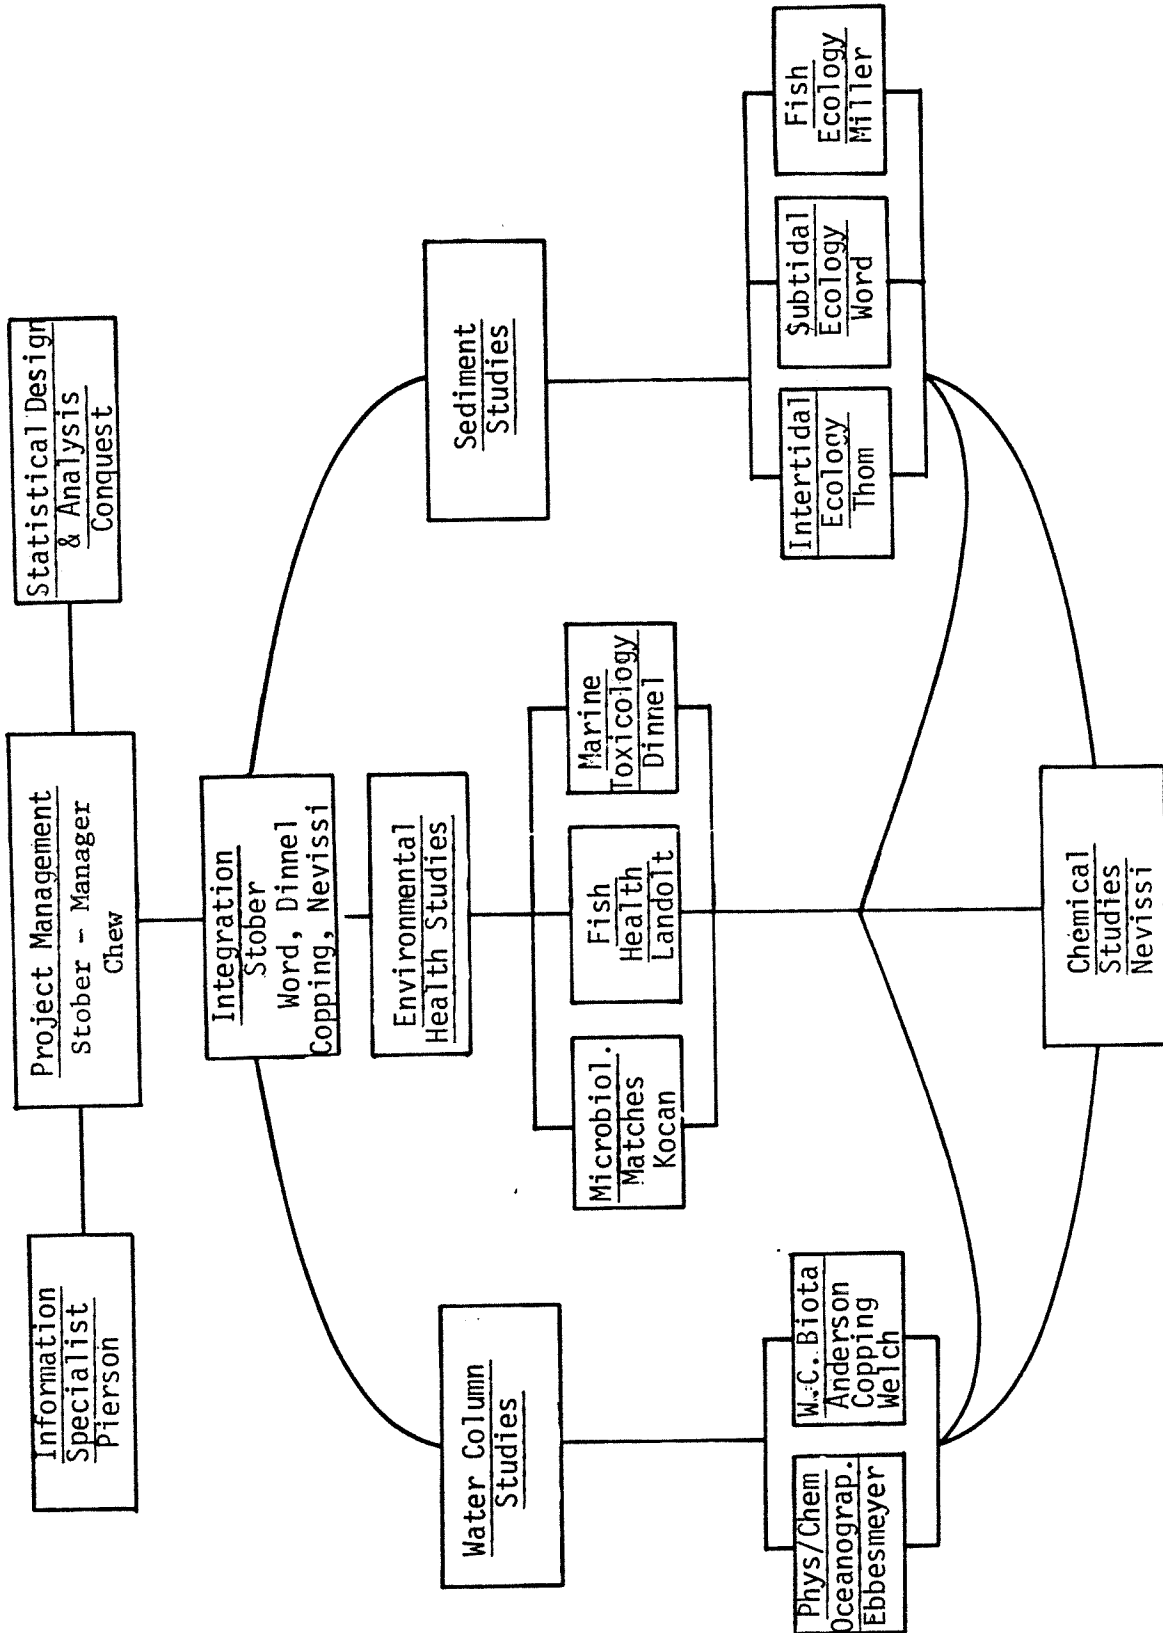 Information
Specialist
Pierson
Project Management
Stober - Manager
Chew
Statistical Design
& Analysis
Conquest
Integration
Stober
Word, Dinnel
Copping, Nevissi
Water Column
Studies
Environmental
Health Studies
Sediment
Studies
Microbiol.
Matches
Kocan
Fish
Health
Landolt
Marine
Toxicology
Dinnel
Phys/Chem
Oceanograp.
Ebbesmeyer
W.C. Biota
Anderson
Copping
Welch
Intertidal
Ecology
Thom
Subtidal
Ecology
Word
Fish
Ecology
Miller
Chemical
Studies
Nevissi